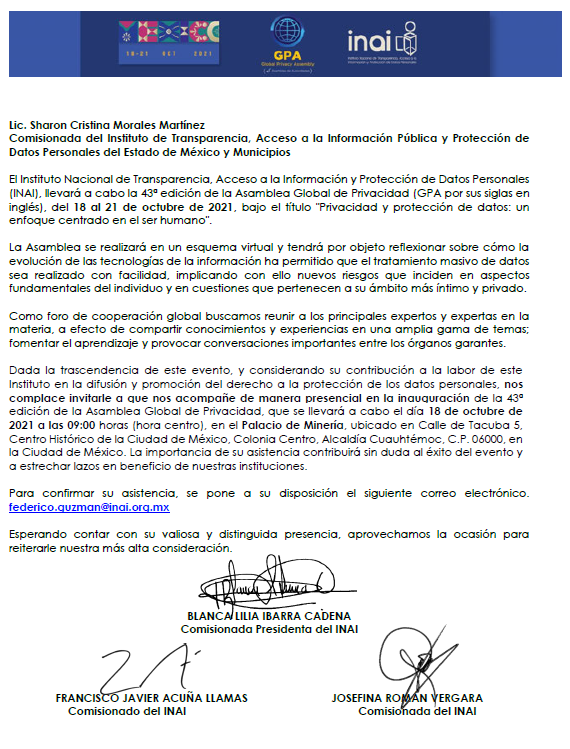 18-21 OCT 2021
GPA
Global Privacy Assembly
inai
Instituto Nacional de Transparencia, Acceso a la
Información y Protección de Datos Personales
Lic. Sharon Cristina Morales Martínez
Comisionada del Instituto de Transparencia, Acceso a la Información Pública y Protección de
Datos Personales del Estado de México y Municipios
El Instituto Nacional de Transparencia, Acceso a la Información y Protección de Datos Personales
(INAI), llevará a cabo la 43ª edición de la Asamblea Global de Privacidad (GPA por sus siglas en
inglés), del 18 al 21 de octubre de 2021, bajo el título "Privacidad y protección de datos: un
enfoque centrado en el ser humano".
La Asamblea se realizará en un esquema virtual y tendrá por objeto reflexionar sobre cómo la
evolución de las tecnologías de la información ha permitido que el tratamiento masivo de datos
sea realizado con facilidad, implicando con ello nuevos riesgos que inciden en aspectos
fundamentales del individuo y en cuestiones que pertenecen a su ámbito más íntimo y privado.
Como foro de cooperación global buscamos reunir a los principales expertos y expertas en la
materia, a efecto de compartir conocimientos y experiencias en una amplia gama de temas;
fomentar el aprendizaje y provocar conversaciones importantes entre los órganos garantes.
Dada la trascendencia de este evento, y considerando su contribución a la labor de este
Instituto en la difusión y promoción del derecho a la protección de los datos personales, nos
complace invitarle a que nos acompañe de manera presencial en la inauguración de la 43ª
edición de la Asamblea Global de Privacidad, que se llevará a cabo el día 18 de octubre de
2021 a las 09:00 horas (hora centro), en el Palacio de Minería, ubicado en Calle de Tacuba 5,
Centro Histórico de la Ciudad de México, Colonia Centro, Alcaldía Cuauhtémoc, C.P. 06000, en
la Ciudad de México. La importancia de su asistencia contribuirá sin duda al éxito del evento y
a estrechar lazos en beneficio de nuestras instituciones.
Para confirmar su asistencia, se pone a su disposición el siguiente correo electrónico.
federico.guzman@inai.org.mx
Esperando contar con su valiosa y distinguida presencia, aprovechamos la ocasión para
reiterarle nuestra más alta consideración.
BLANCA LILIA IBARRA CADENA
Comisionada Presidenta del INAI
FRANCISCO JAVIER ACUÑA LLAMAS
Comisionado del INAI
JOSEFINA ROMÁN VERGARA
Comisionada del INAI